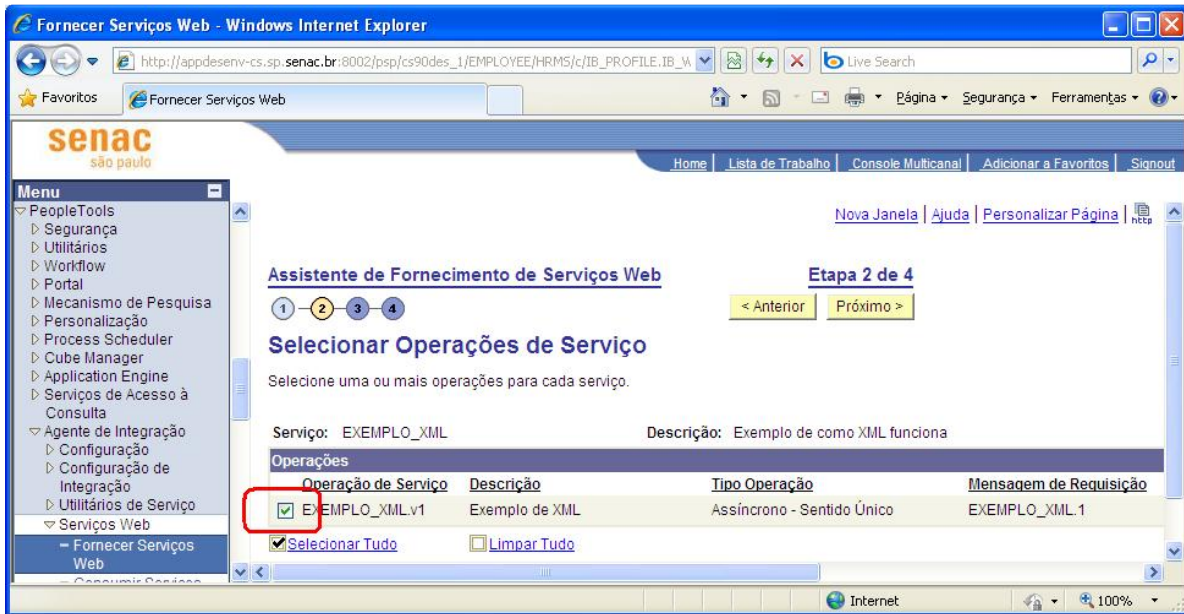 Fornecer Serviços Web - Windows Internet Explorer
http://appdesenv-cs.sp.senac.br:8002/psp/cs90des_1/EMPLOYEE/HRMS/c/IB_PROFILE.IB_W
Live Search
Favoritos Fornecer Serviços Web Página Segurança Ferramentas
senac
são paulo
Home Lista de Trabalho Console Multicanal Adicionar a Favoritos Signout
Menu
PeopleTools
Segurança
Utilitários
Workflow
Portal
Mecanismo de Pesquisa
Personalização
Process Scheduler
Cube Manager
Application Engine
Serviços de Acesso à
Consulta
Agente de Integração
Configuração
Configuração de
Integração
Utilitários de Serviço
Serviços Web
Fornecer Serviços
Web
Consumir Serviços
Nova Janela | Ajuda | Personalizar Página | http
Assistente de Fornecimento de Serviços Web Etapa 2 de 4
1 2 3 4 < Anterior Próximo >
Selecionar Operações de Serviço
Selecione uma ou mais operações para cada serviço.
Serviço: EXEMPLO_XML Descrição: Exemplo de como XML funciona
Operações
Operação de Serviço Descrição Tipo Operação Mensagem de Requisição
EXEMPLO_XML.v1 Exemplo de XML Assíncrono - Sentido Único EXEMPLO_XML.1
Selecionar Tudo Limpar Tudo
Internet 100%